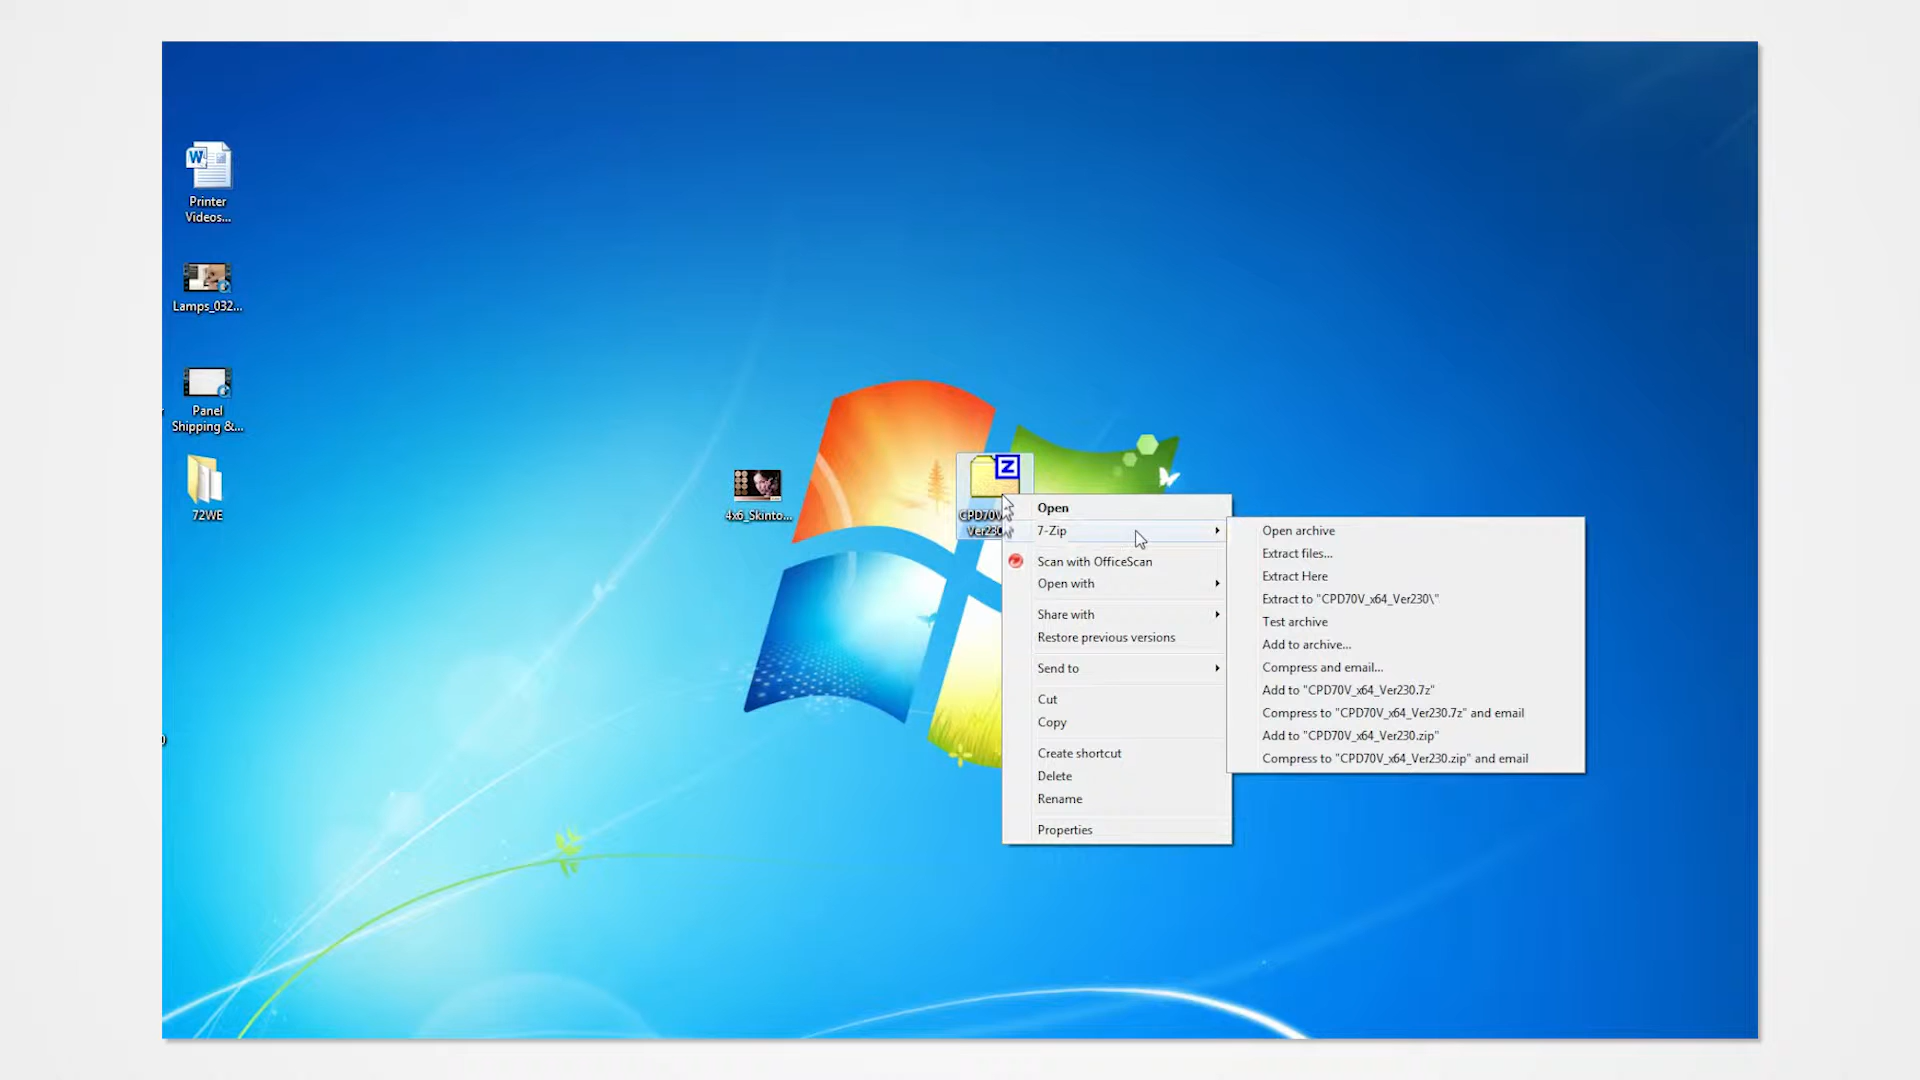 Printer
Videos...
Lamps_032...
Panel
Shipping &...
72WE
4x6_Skinto...
Z
CPD70V
Ver230
Open
7-Zip
Scan with OfficeScan
Open with
Share with
Restore previous versions
Send to
Cut
Copy
Create shortcut
Delete
Rename
Properties
Open archive
Extract files...
Extract Here
Extract to "CPD70V_x64_Ver230\"
Test archive
Add to archive...
Compress and email...
Add to "CPD70V_x64_Ver230.7z"
Compress to "CPD70V_x64_Ver230.7z" and email
Add to "CPD70V_x64_Ver230.zip"
Compress to "CPD70V_x64_Ver230.zip" and email